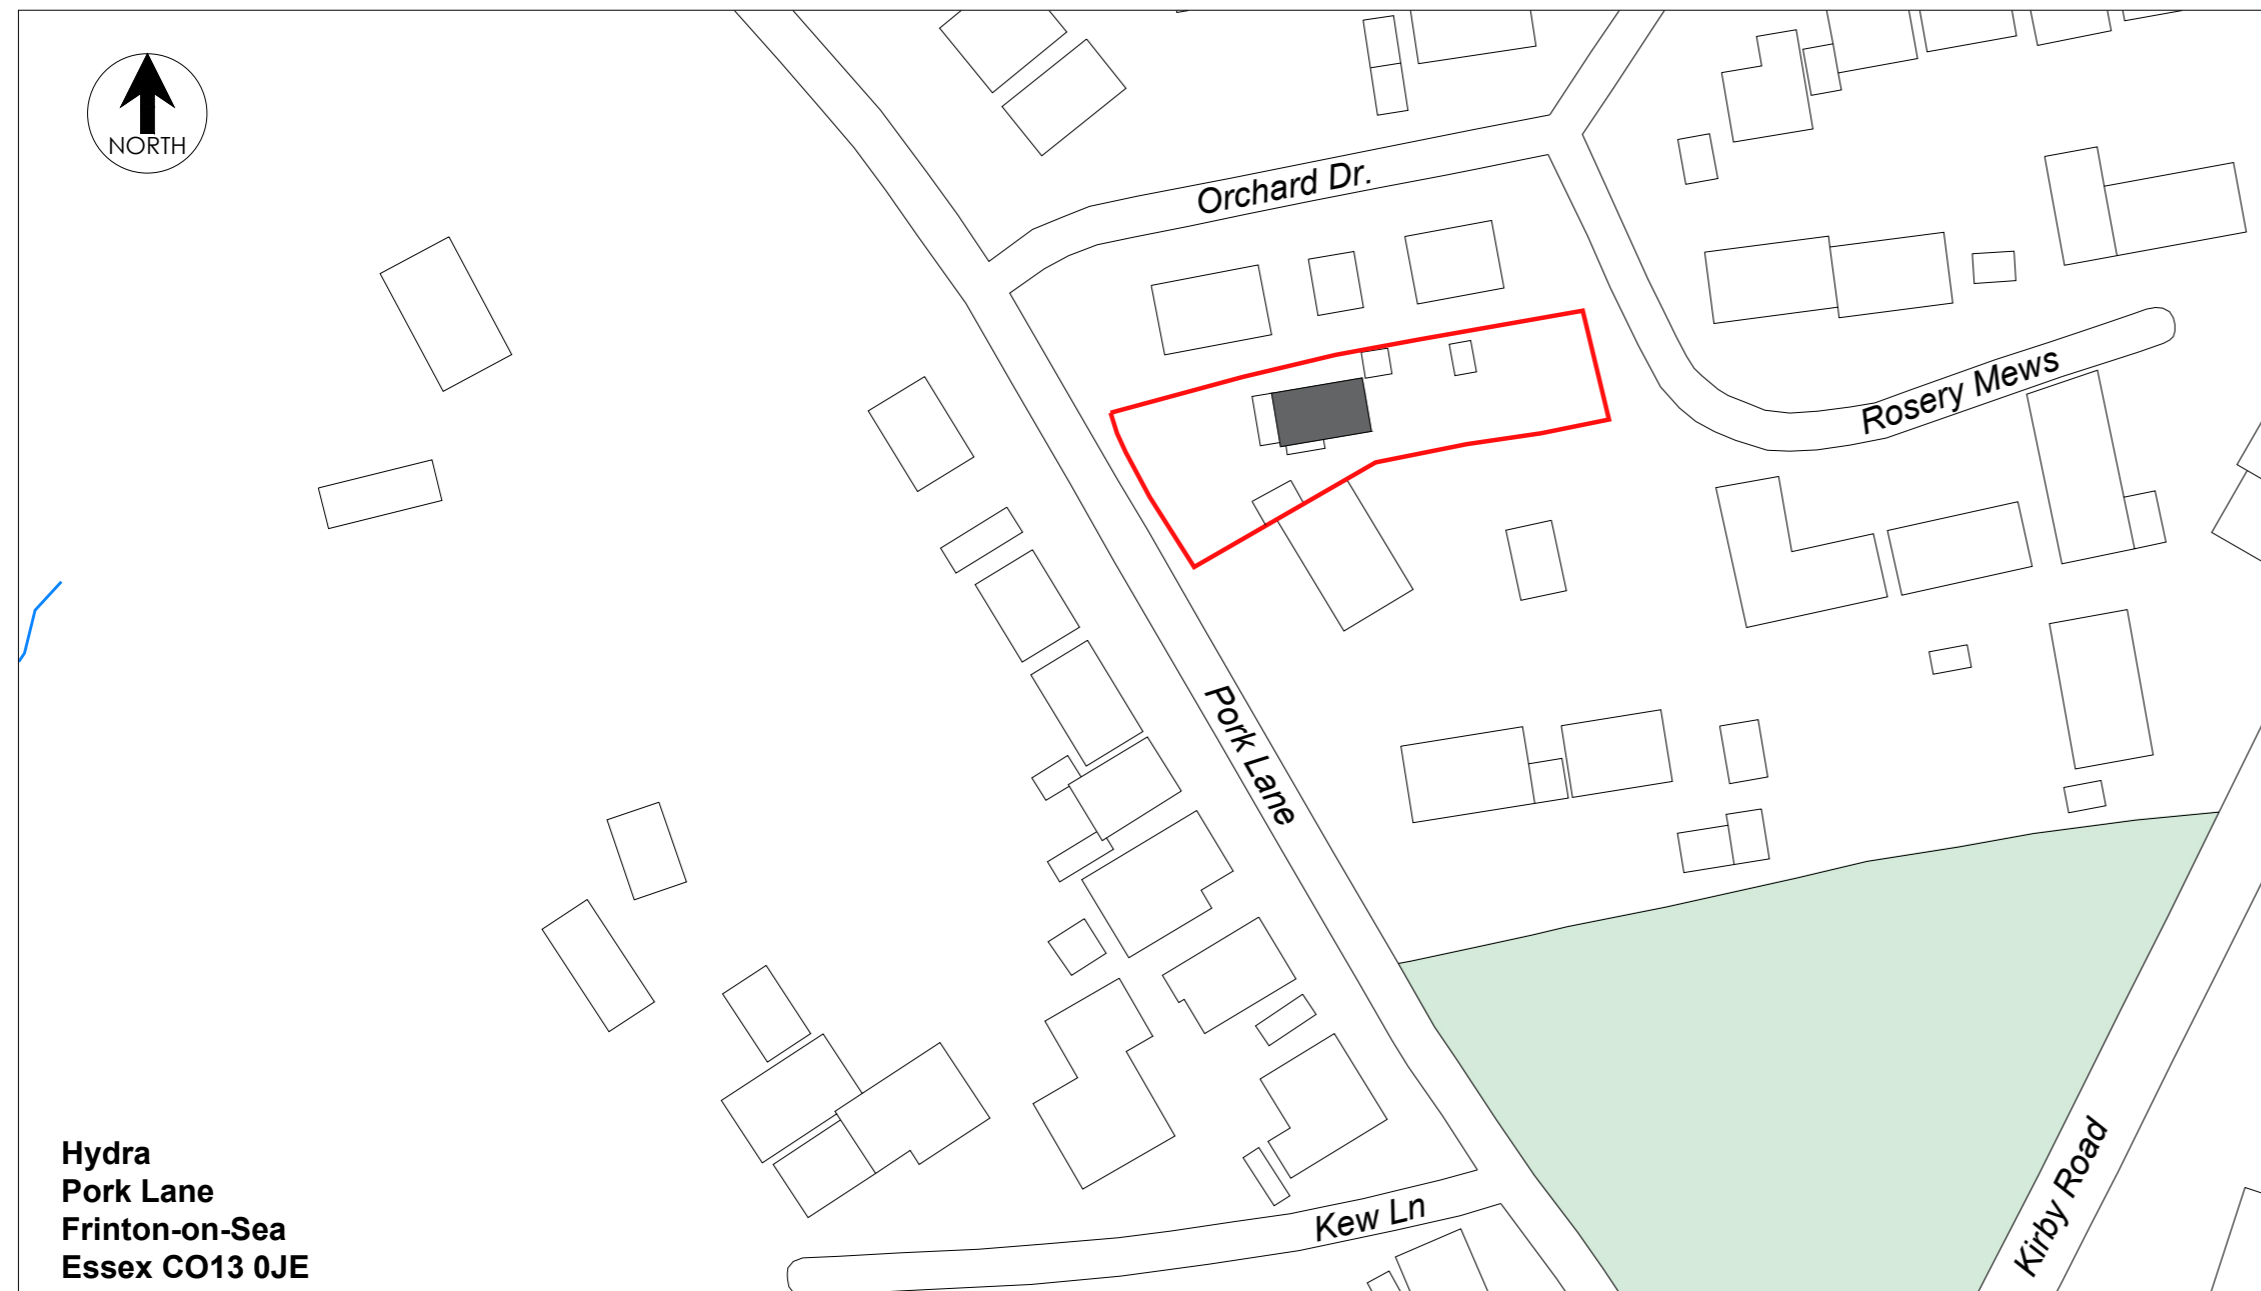 NORTH
Orchard Dr.
Rosery Mews
Pork Lane
Hydra
Pork Lane
Frinton-on-Sea
Essex CO13 0JE
Kew Ln
Kirby Road